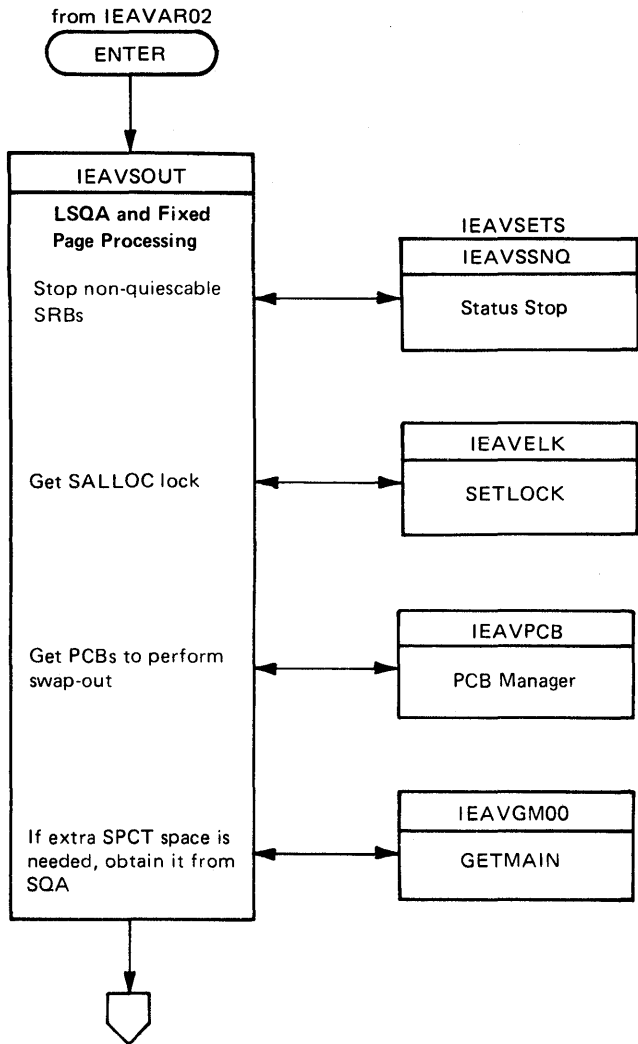 from IEAVAR02
ENTER
IEAVSOUT
LSQA and Fixed
Page Processing
Stop non-quiescable
SRBs
IEAVSETS
IEAVSSNQ
Status Stop
Get SALLOC lock
IEAVELK
SETLOCK
Get PCBs to perform
swap-out
IEAVPCB
PCB Manager
If extra SPCT space is
needed, obtain it from
SQA
IEAVGM00
GETMAIN